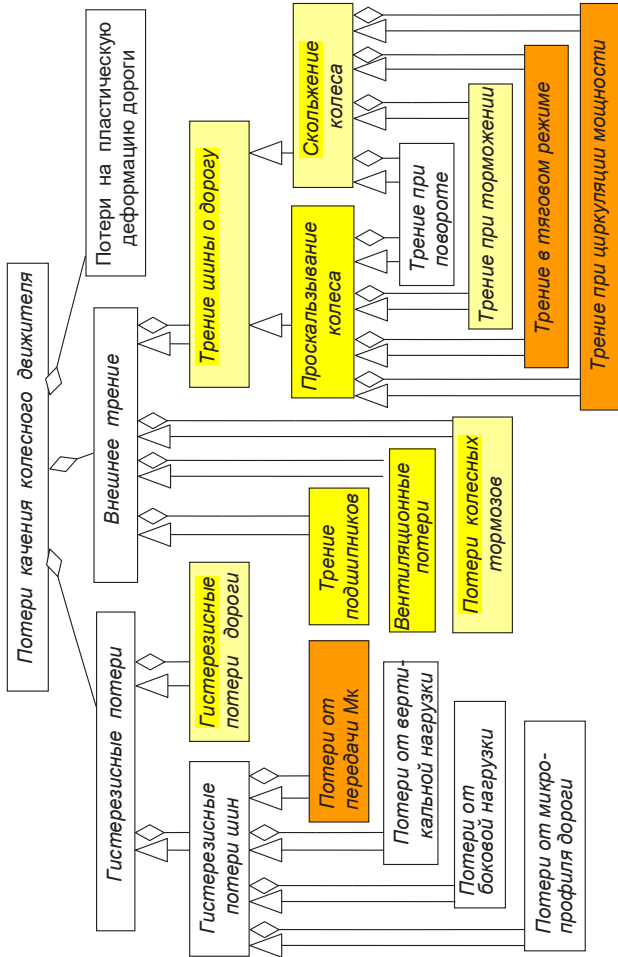 Потери качения колесного движителя
Гистерезисные потери
Внешнее трение
Потери на пластическую
деформацию дороги
Гистерезисные
потери шин
Гистерезисные
потери дороги
Трение шины о дорогу
Потери от
передачи Мк
Потери от верти-
кальной нагрузки
Потери от
боковой нагрузки
Потери от микро-
профиля дороги
Трение
подшипников
Вентиляционные
потери
Потери колесных
тормозов
Проскальзывание
колеса
Скольжение
колеса
Трение при
повороте
Трение при торможении
Трение в тяговом режиме
Трение при циркуляции мощности